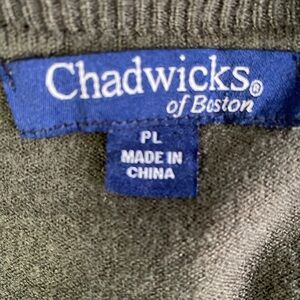 Chadwicks®
of Boston
PL
MADE IN
CHINA